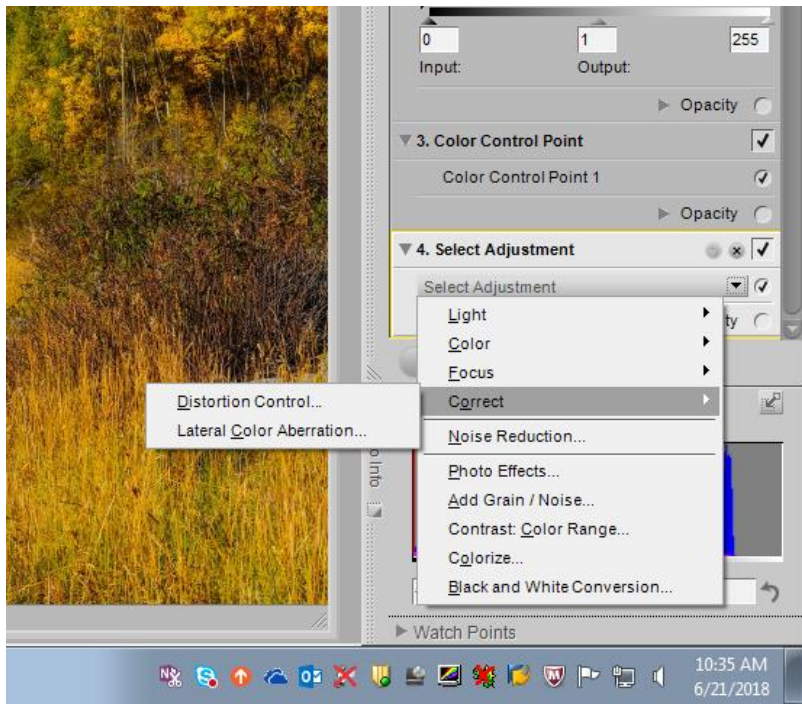 0 1 255
Input: Output:
Opacity
3. Color Control Point
Color Control Point 1
Opacity
4. Select Adjustment
Select Adjustment
Light
Color
Focus
Correct
Noise Reduction...
Photo Effects...
Add Grain / Noise...
Contrast: Color Range...
Colorize...
Black and White Conversion...
Distortion Control...
Lateral Color Aberration...
ty
o Info
Watch Points
10:35 AM
6/21/2018